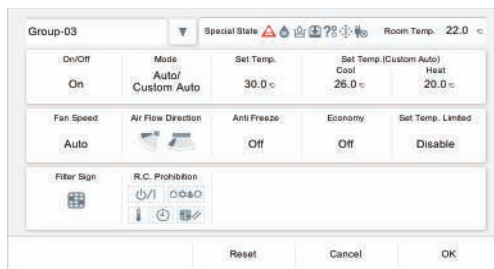 Group-03 ▼ Special State Room Temp. 22.0 °C
On/Off Mode Set Temp. Set Temp.(Custom Auto)
Cool Heat
On Auto/ Custom Auto 30.0 °C 26.0 °C 20.0 °C
Fan Speed Air Flow Direction Anti Freeze Economy Set Temp. Limited
Auto Off Off Disable
Filter Sign R.C. Prohibition
Reset Cancel OK